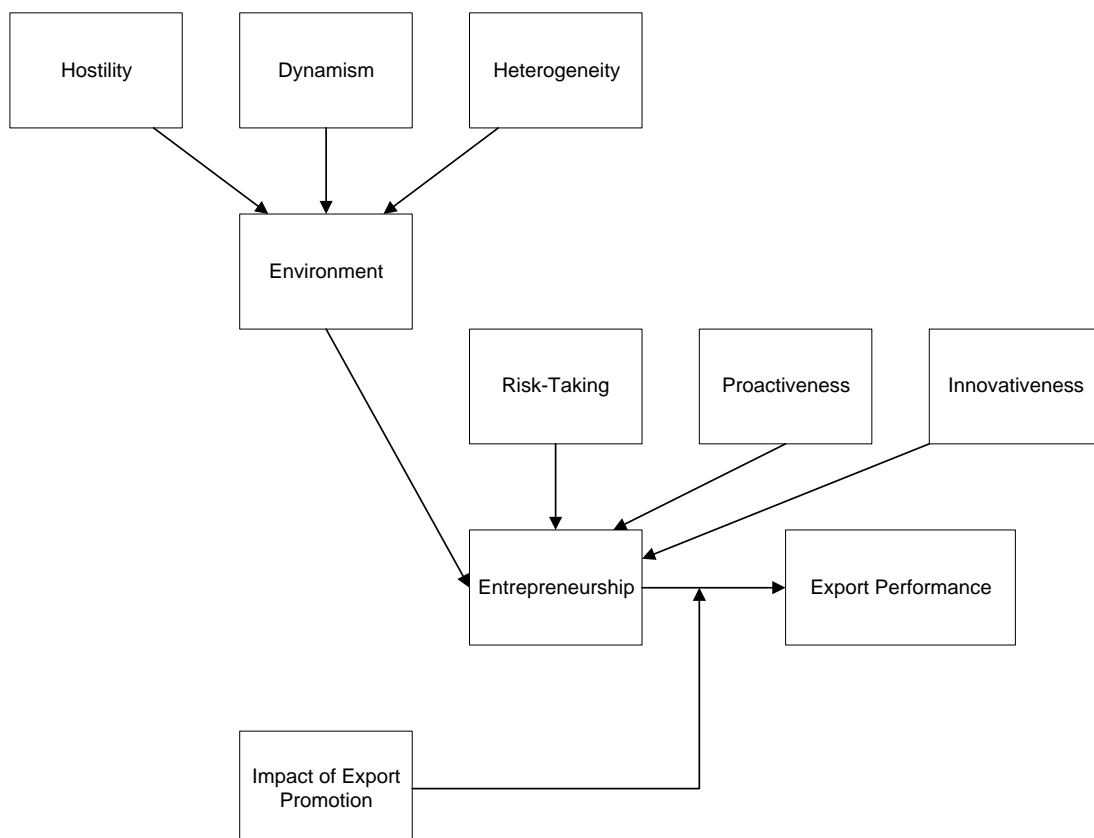 Hostility
Dynamism
Heterogeneity
Environment
Risk-Taking
Proactiveness
Innovativeness
Entrepreneurship
Export Performance
Impact of Export
Promotion